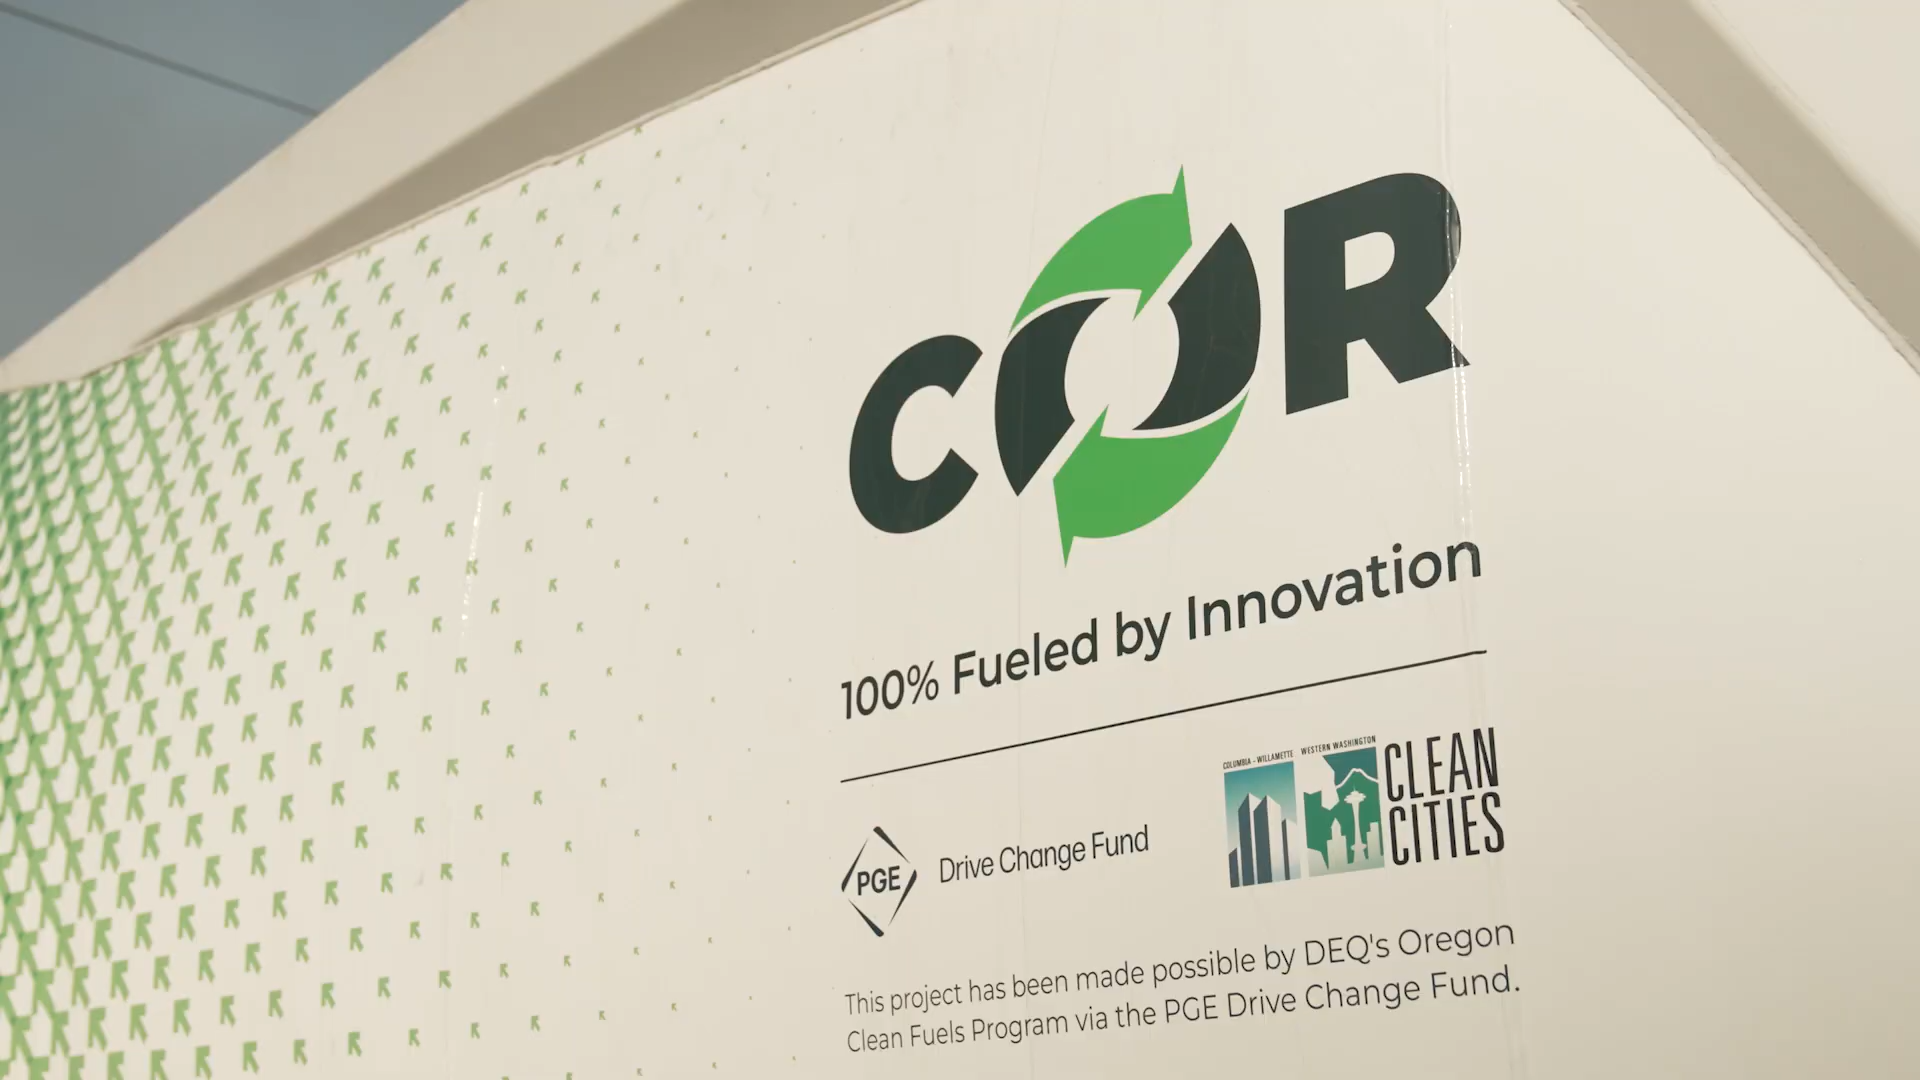 COR
100% Fueled by Innovation
PGE Drive Change Fund
COLUMBIA - WILLAMETTE WESTERN WASHINGTON
CLEAN
CITIES
This project has been made possible by DEQ's Oregon
Clean Fuels Program via the PGE Drive Change Fund.